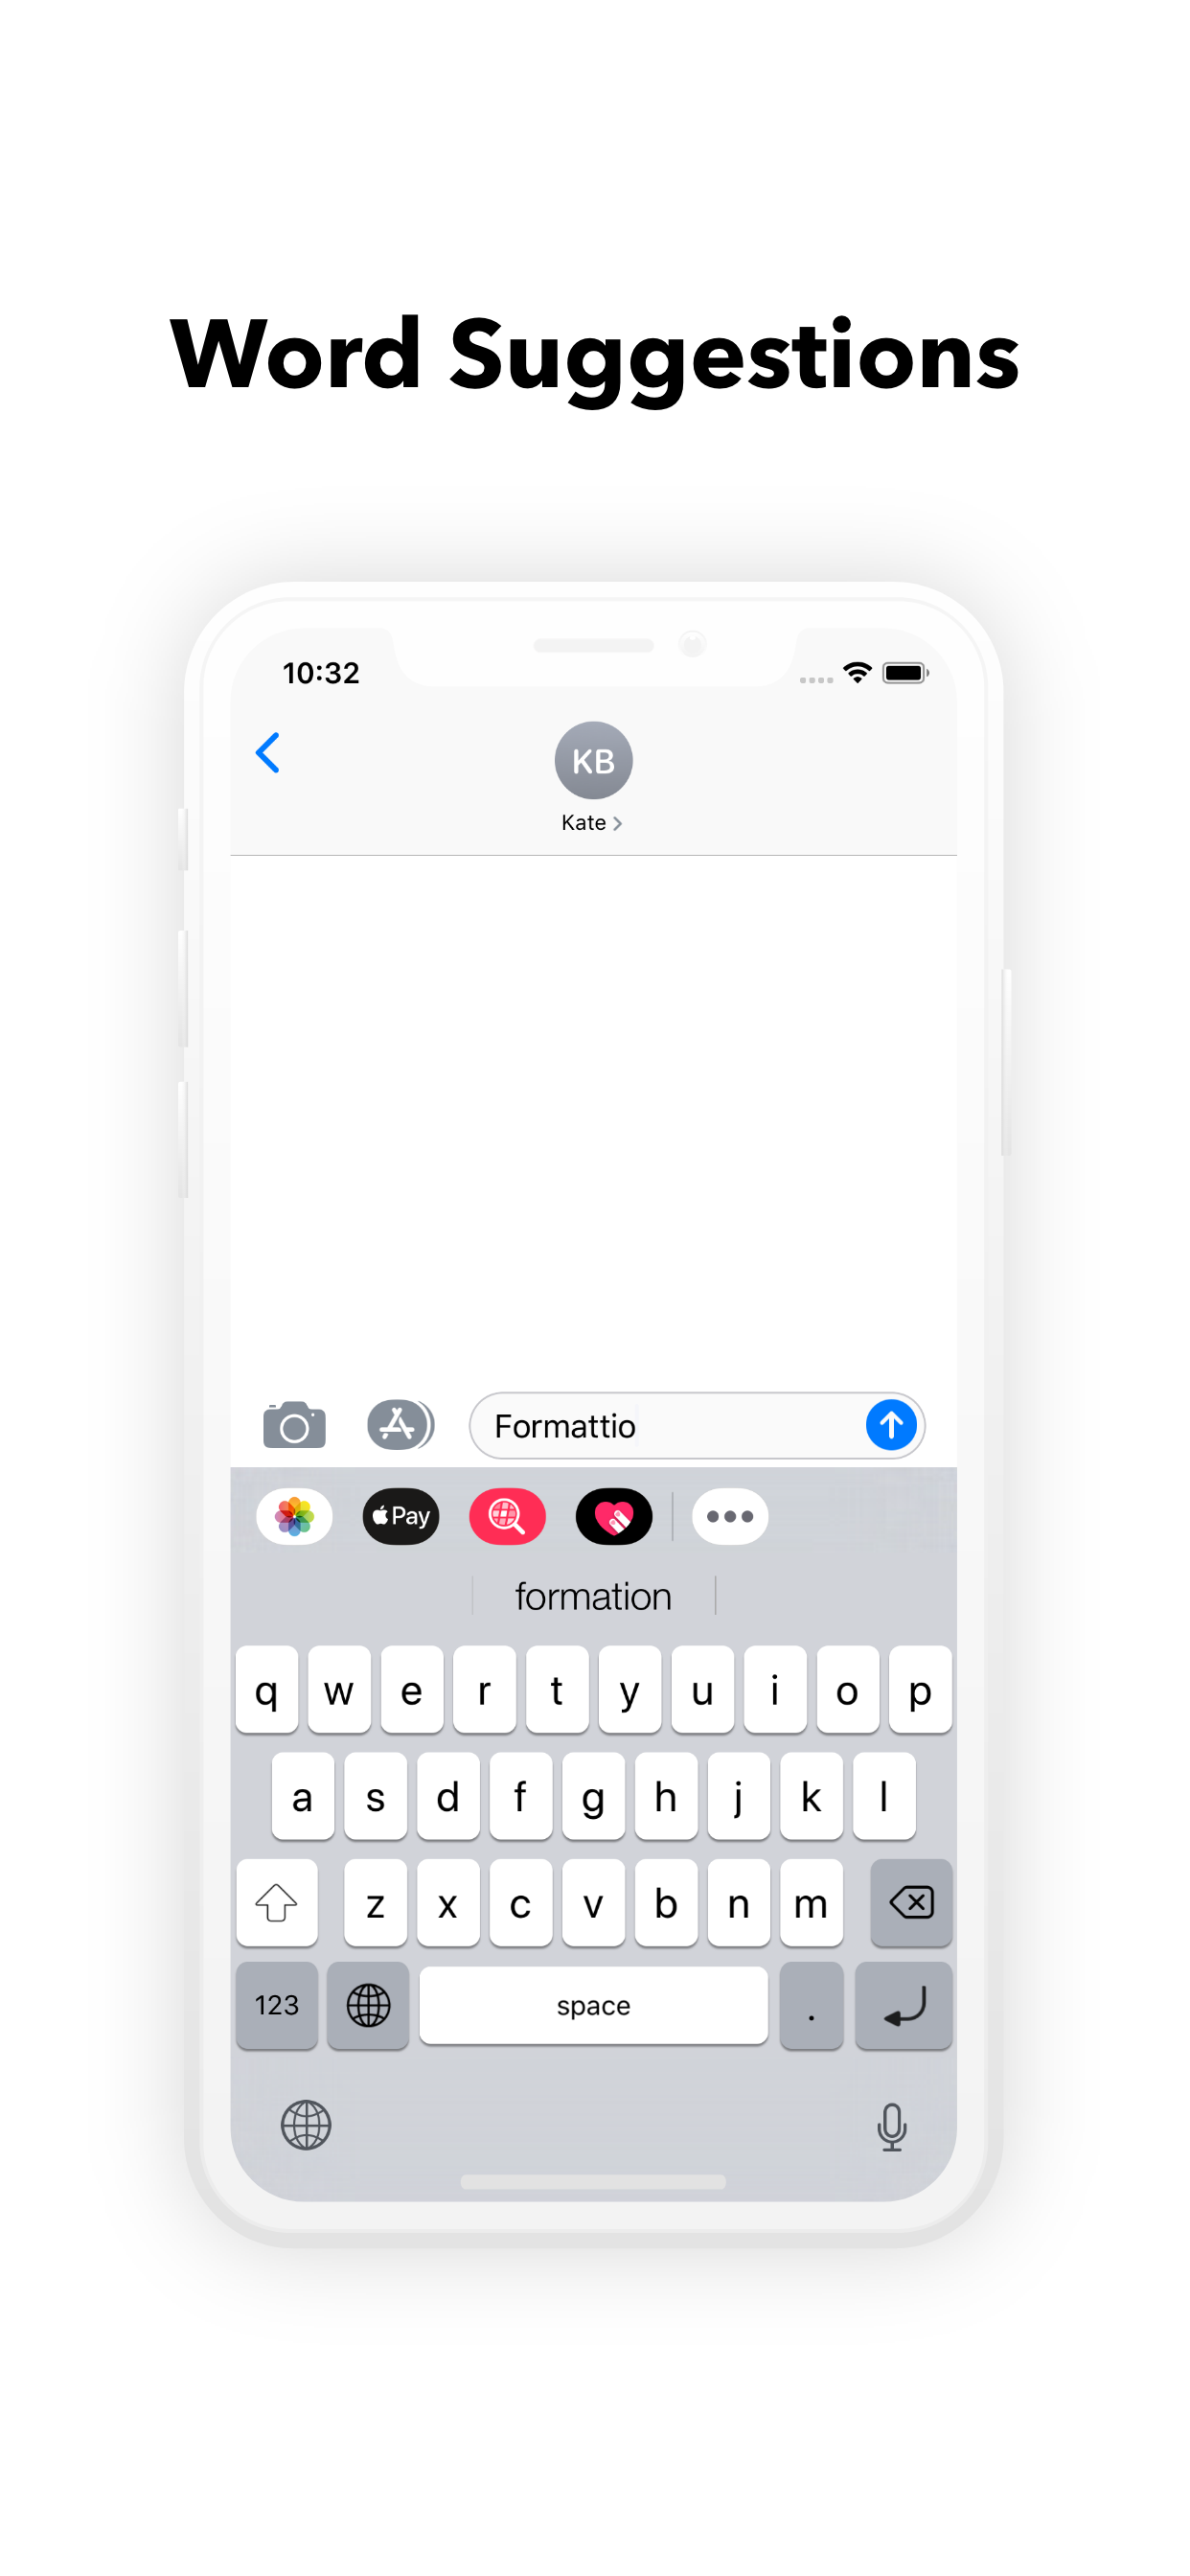 Word Suggestions
10:32
KB
Kate
Formattio
Pay
formation
q w e r t y u i o p
a s d f g h j k l
z x c v b n m
123 space .